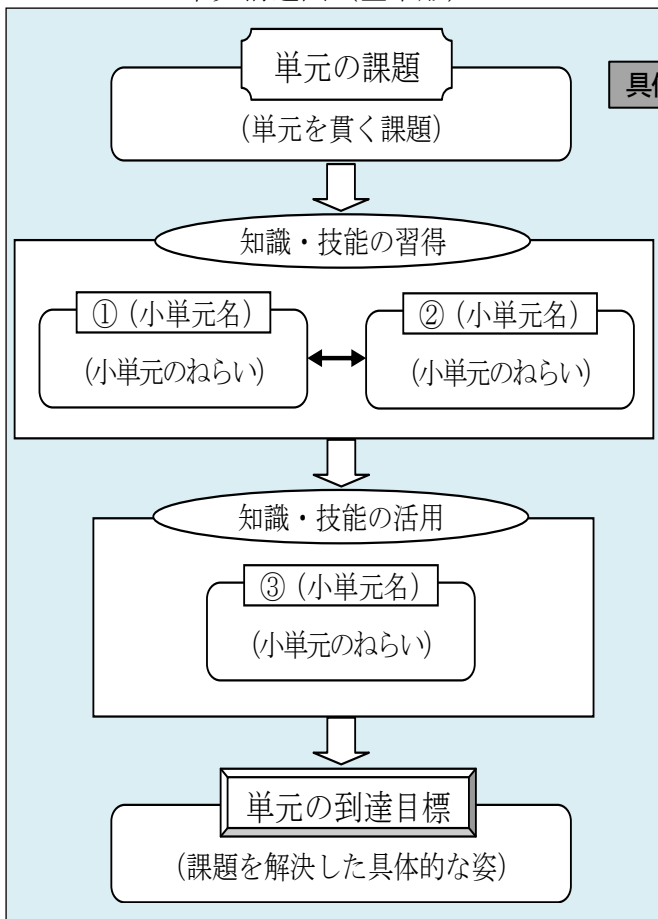 単元の課題
(単元を貫く課題)
知識・技能の習得
① (小単元名)
(小単元のねらい)
② (小単元名)
(小単元のねらい)
知識・技能の活用
③ (小単元名)
(小単元のねらい)
単元の到達目標
(課題を解決した具体的な姿)